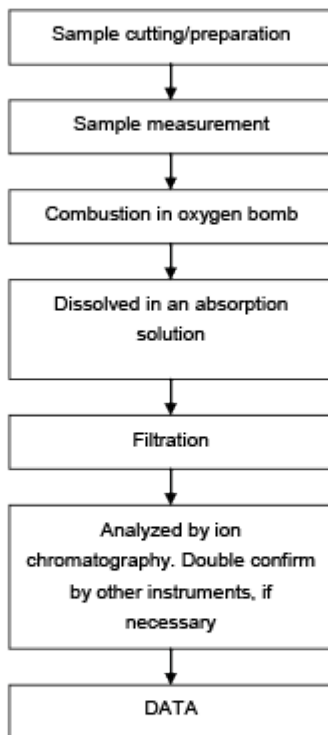 Sample cutting/preparation
Sample measurement
Combustion in oxygen bomb
Dissolved in an absorption
solution
Filtration
Analyzed by ion
chromatography. Double confirm
by other instruments, if
necessary
DATA